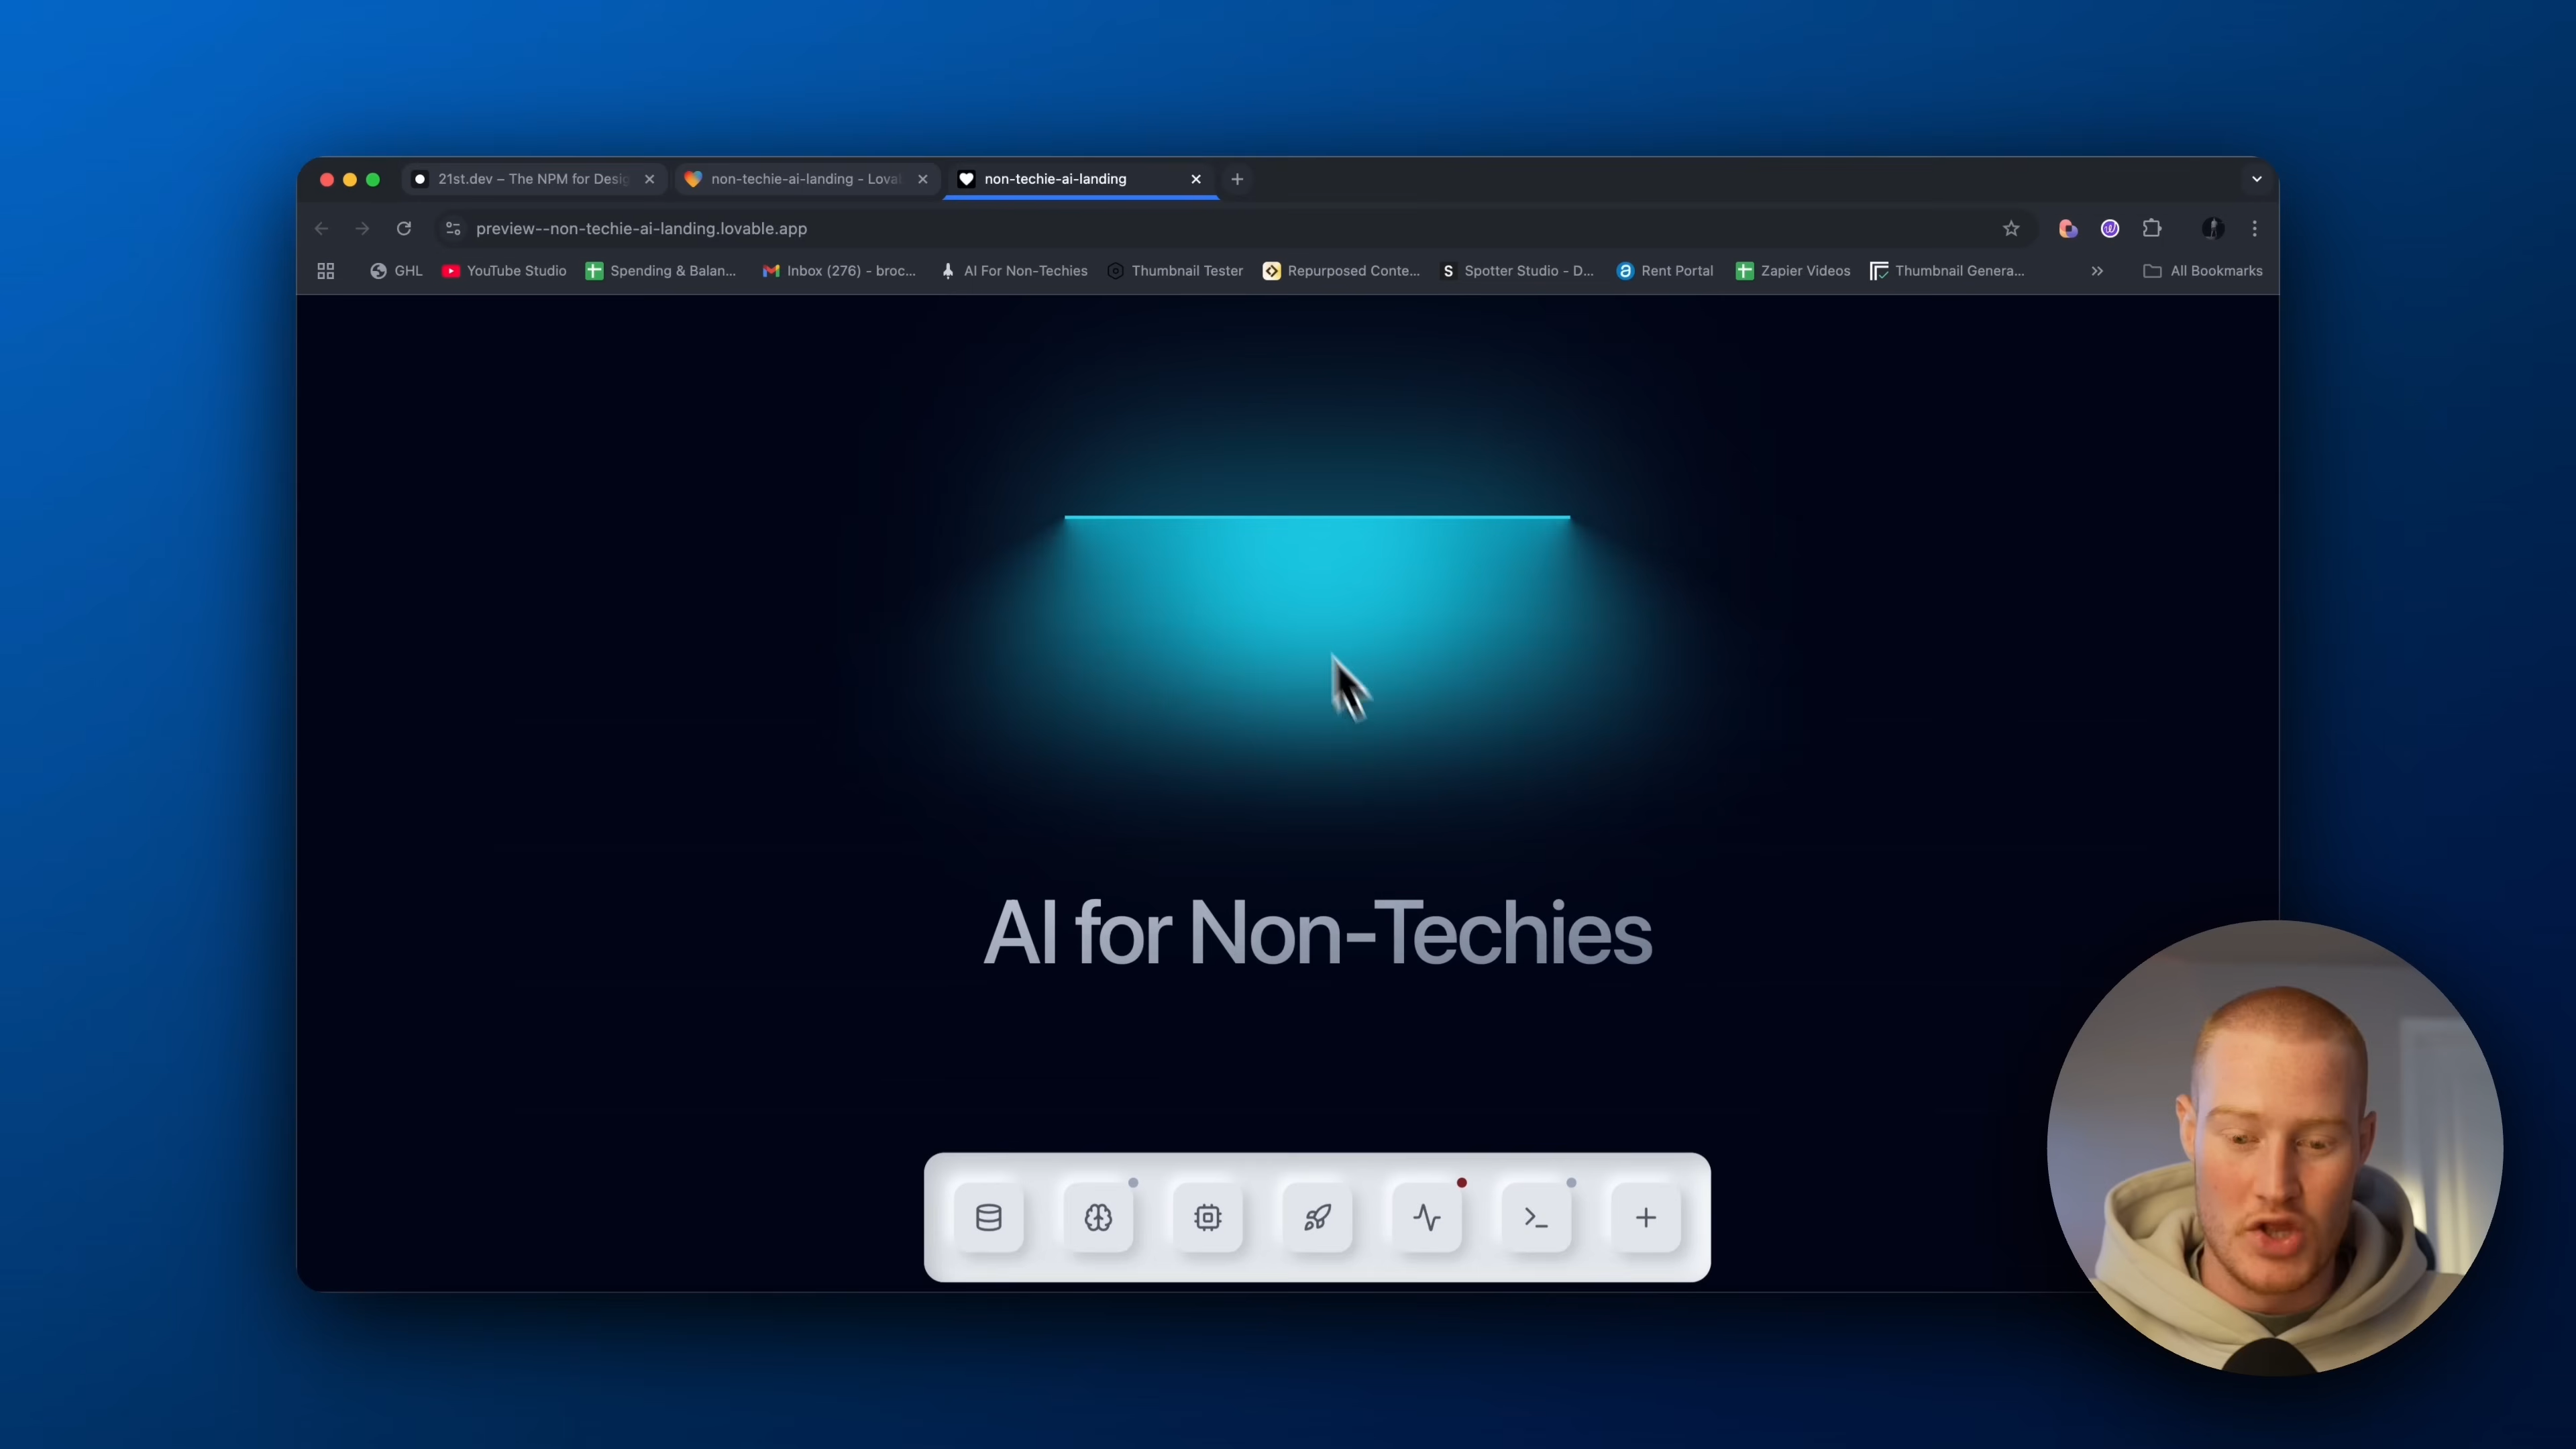 21st.dev – The NPM for Desig
non-techie-ai-landing - Loval
non-techie-ai-landing
preview--non-techie-ai-landing.lovable.app
GHL
YouTube Studio
Spending & Balan...
Inbox (276) - broc...
AI For Non-Techies
Thumbnail Tester
Repurposed Conte...
S
Spotter Studio - D...
Rent Portal
Zapier Videos
Thumbnail Genera...
All Bookmarks
AI for Non-Techies